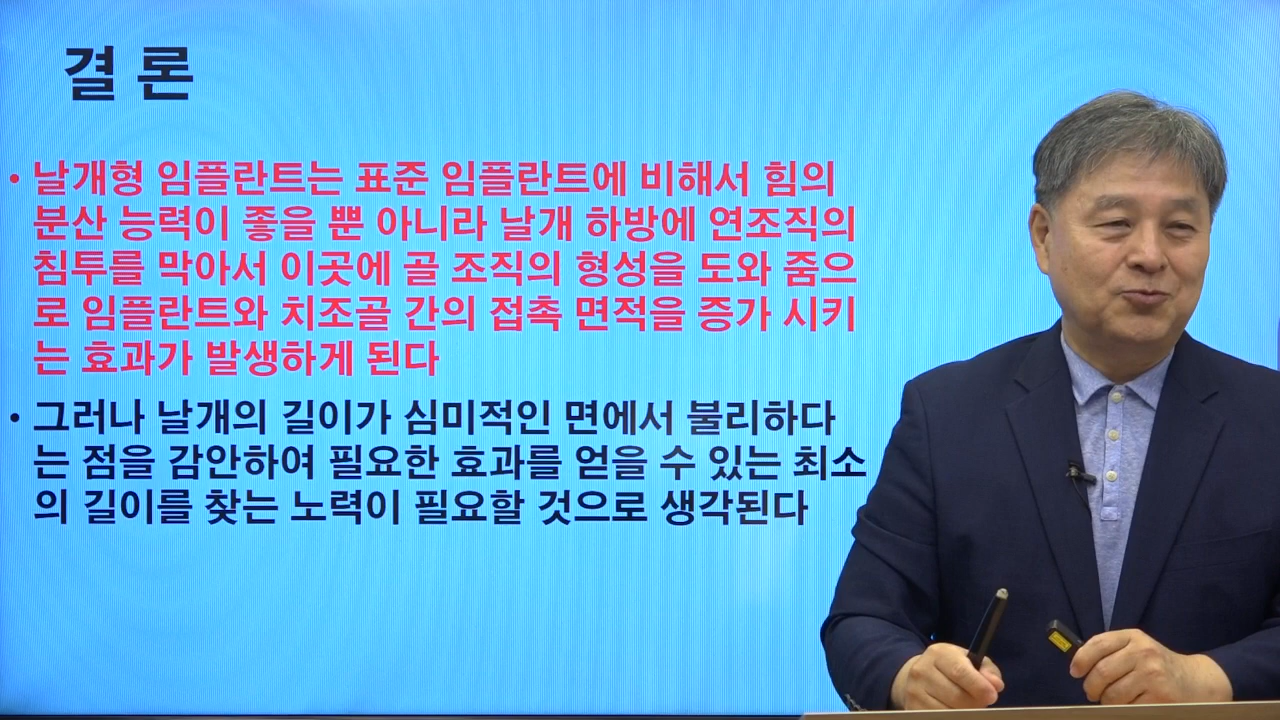 결 론
• 날개형 임플란트는 표준 임플란트에 비해서 힘의
분산 능력이 좋을 뿐 아니라 날개 하방에 연조직의
침투를 막아서 이곳에 골 조직의 형성을 도와 줌으
로 임플란트와 치조골 간의 접촉 면적을 증가 시키
는 효과가 발생하게 된다
• 그러나 날개의 길이가 심미적인 면에서 불리하다
는 점을 감안하여 필요한 효과를 얻을 수 있는 최소
의 길이를 찾는 노력이 필요할 것으로 생각된다